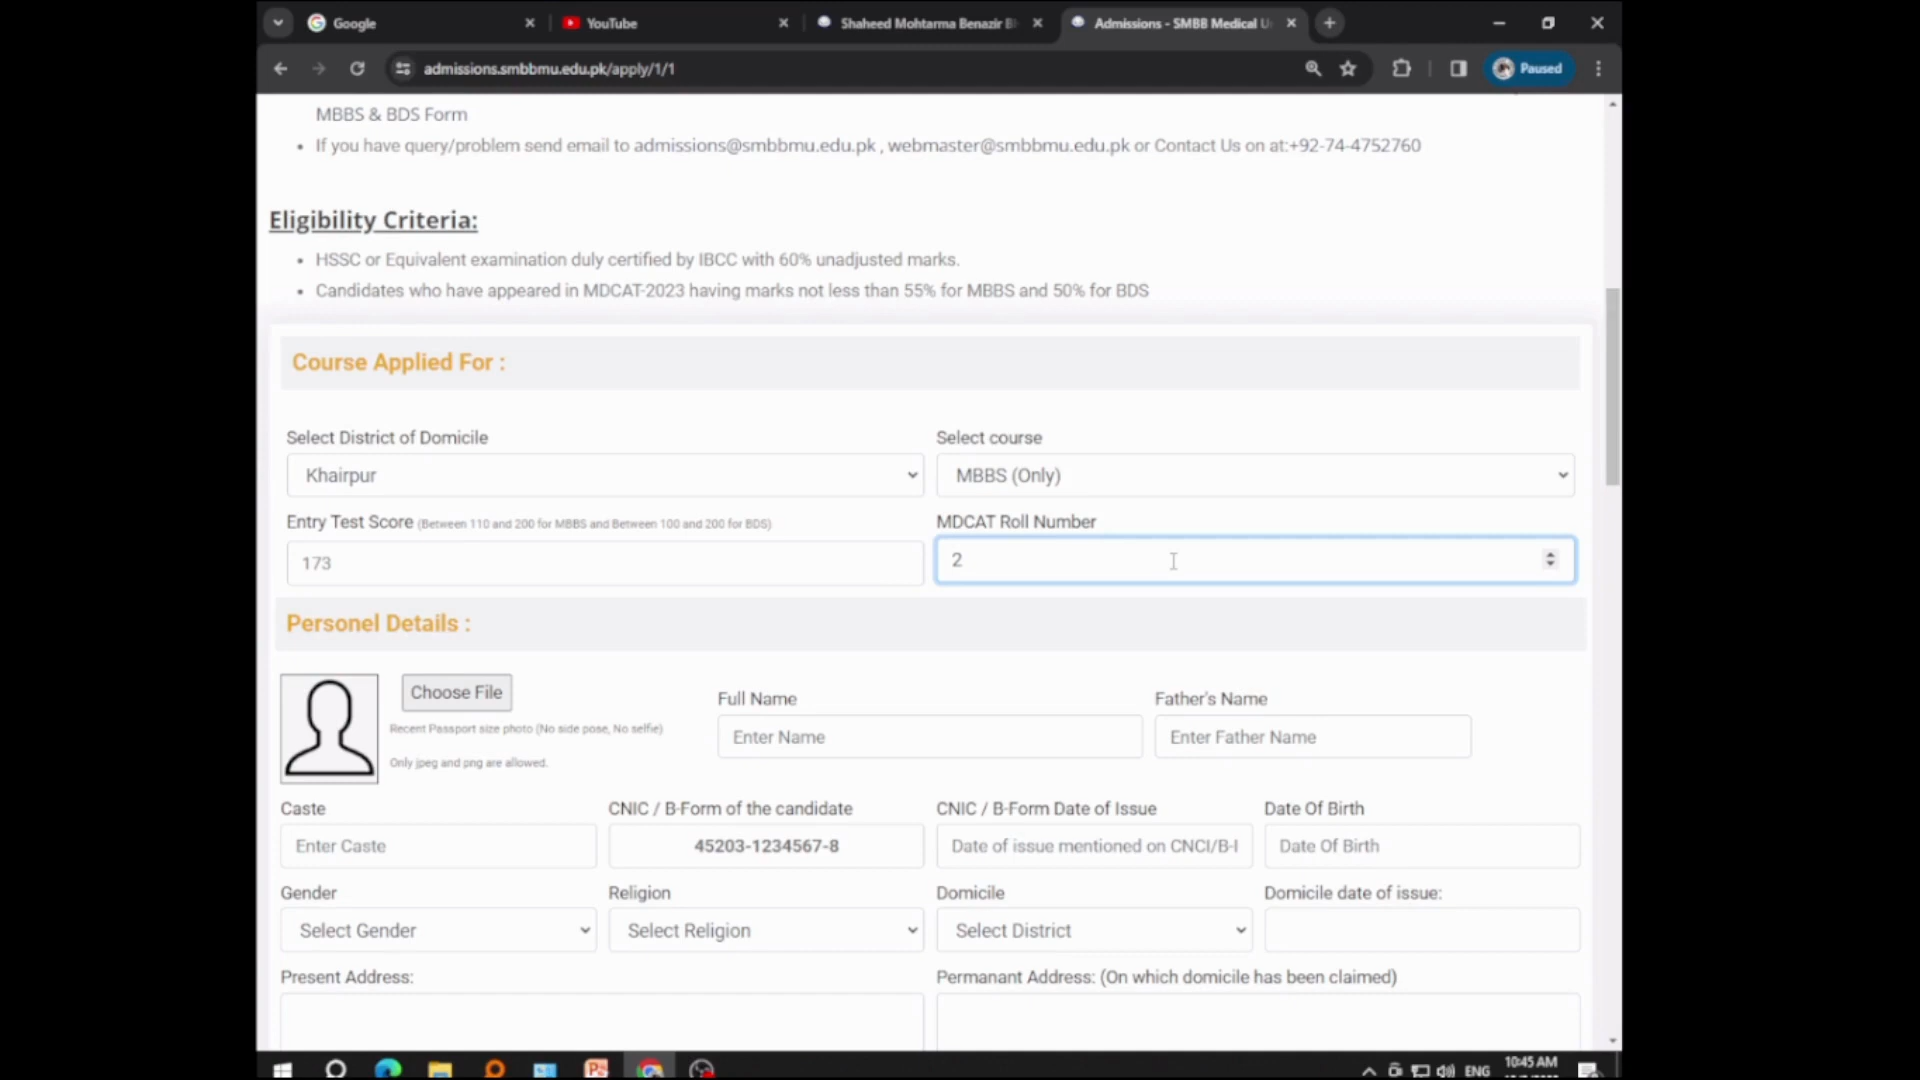 Google
YouTube
Shaheed Mohtarma Benazir B
Admissions - SMBB Medical U
admissions.smbbmu.edu.pk/apply/1/1
Paused
MBBS & BDS Form
• If you have query/problem send email to admissions@smbbmu.edu.pk , webmaster@smbbmu.edu.pk or Contact Us on at:+92-74-4752760
Eligibility Criteria:
• HSSC or Equivalent examination duly certified by IBCC with 60% unadjusted marks.
• Candidates who have appeared in MDCAT-2023 having marks not less than 55% for MBBS and 50% for BDS
Course Applied For :
Select District of Domicile
Select course
Khairpur
MBBS (Only)
Entry Test Score (Between 110 and 200 for MBBS and Between 100 and 200 for BDS)
MDCAT Roll Number
173
2
Personel Details :
Choose File
Recent Passport size photo (No side pose, No selfie)
Only jpeg and png are allowed.
Full Name
Father's Name
Enter Name
Enter Father Name
Caste
CNIC / B-Form of the candidate
CNIC / B-Form Date of Issue
Date Of Birth
Enter Caste
45203-1234567-8
Date of issue mentioned on CNCI/B-I
Date Of Birth
Gender
Religion
Domicile
Domicile date of issue:
Select Gender
Select Religion
Select District
Present Address:
Permanant Address: (On which domicile has been claimed)
ENG
10:45 AM